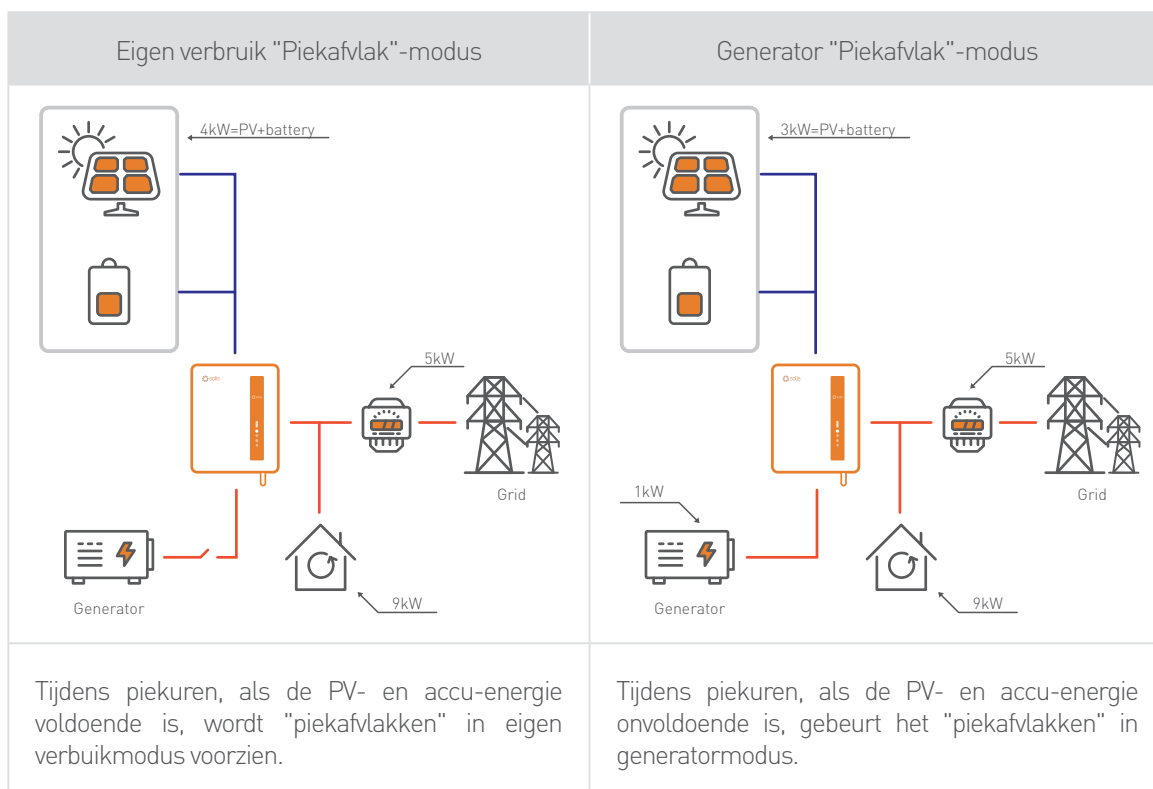 Eigen verbruik "Piekafvlak"-modus
Generator "Piekafvlak"-modus
4kW=PV+battery
solis
5kW
Grid
Generator
9kW
3kW=PV+battery
solis
5kW
Grid
1kW
Generator
9kW
Tijdens piekuren, als de PV- en accu-energie
voldoende is, wordt "piekafvlakken" in eigen
verbuikmodus voorzien.
Tijdens piekuren, als de PV- en accu-energie
onvoldoende is, gebeurt het "piekafvlakken" in
generatormodus.